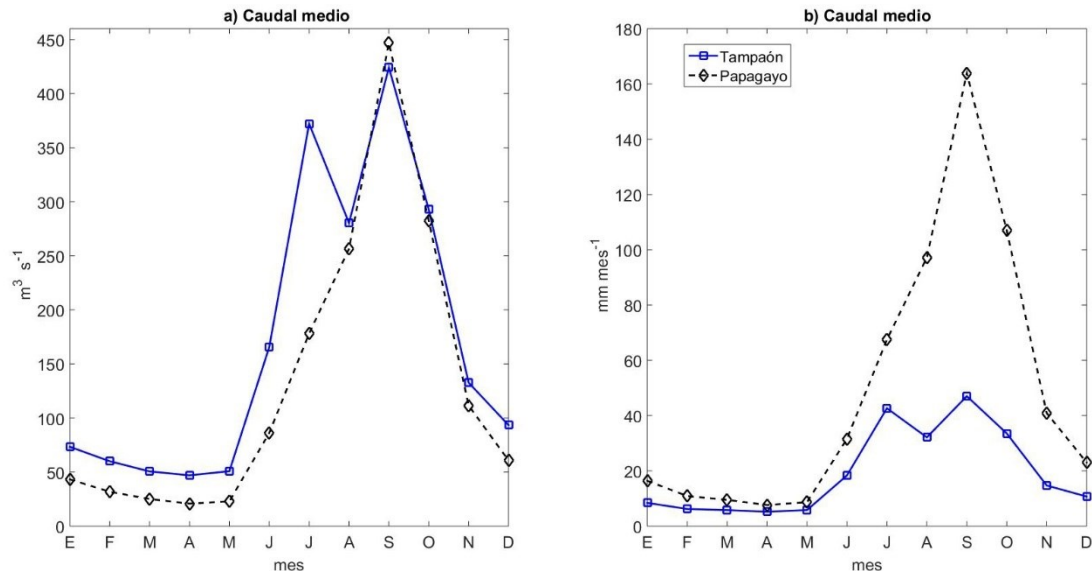 a) Caudal medio
450
400
350
300
250
200
150
100
50
0
m³ s⁻¹
E F M A M J J A S O N D
mes
b) Caudal medio
180
160
140
120
100
80
60
40
20
0
mm mes⁻¹
Tampaón
Papagayo
E F M A M J J A S O N D
mes